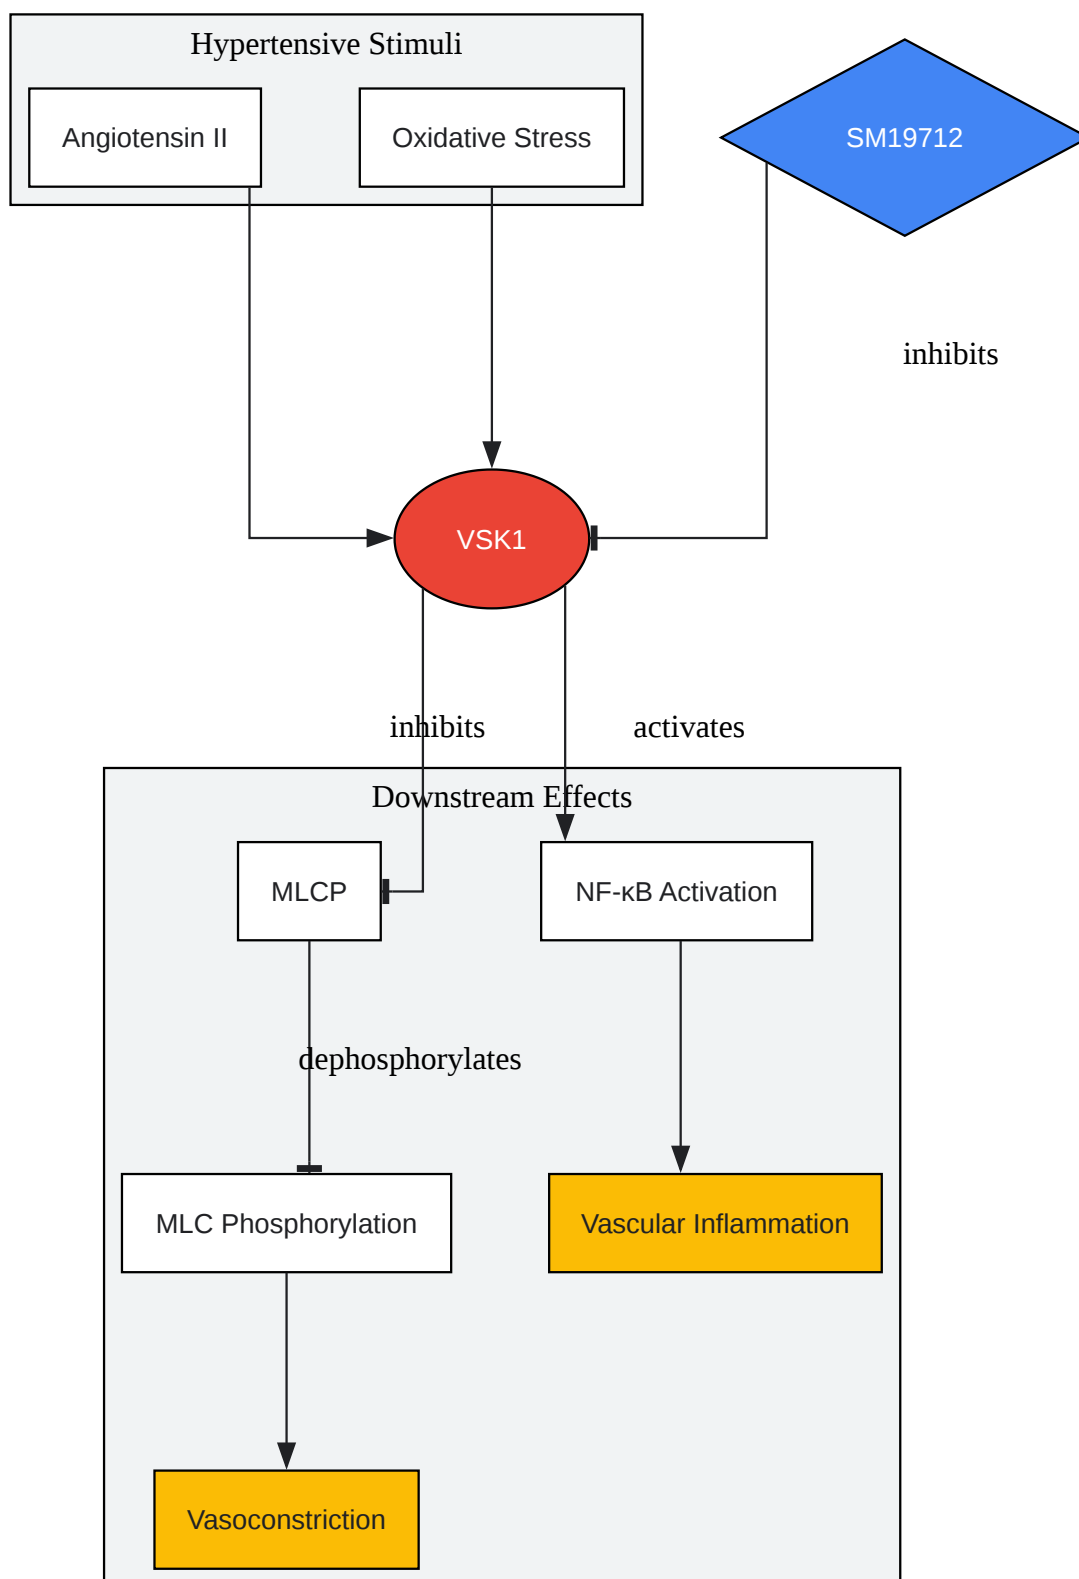 Hypertensive Stimuli
Angiotensin II
Oxidative Stress
SM19712
inhibits
VSK1
inhibits
activates
Downstream Effects
MLCP
NF-κB Activation
dephosphorylates
MLC Phosphorylation
Vascular Inflammation
Vasoconstriction